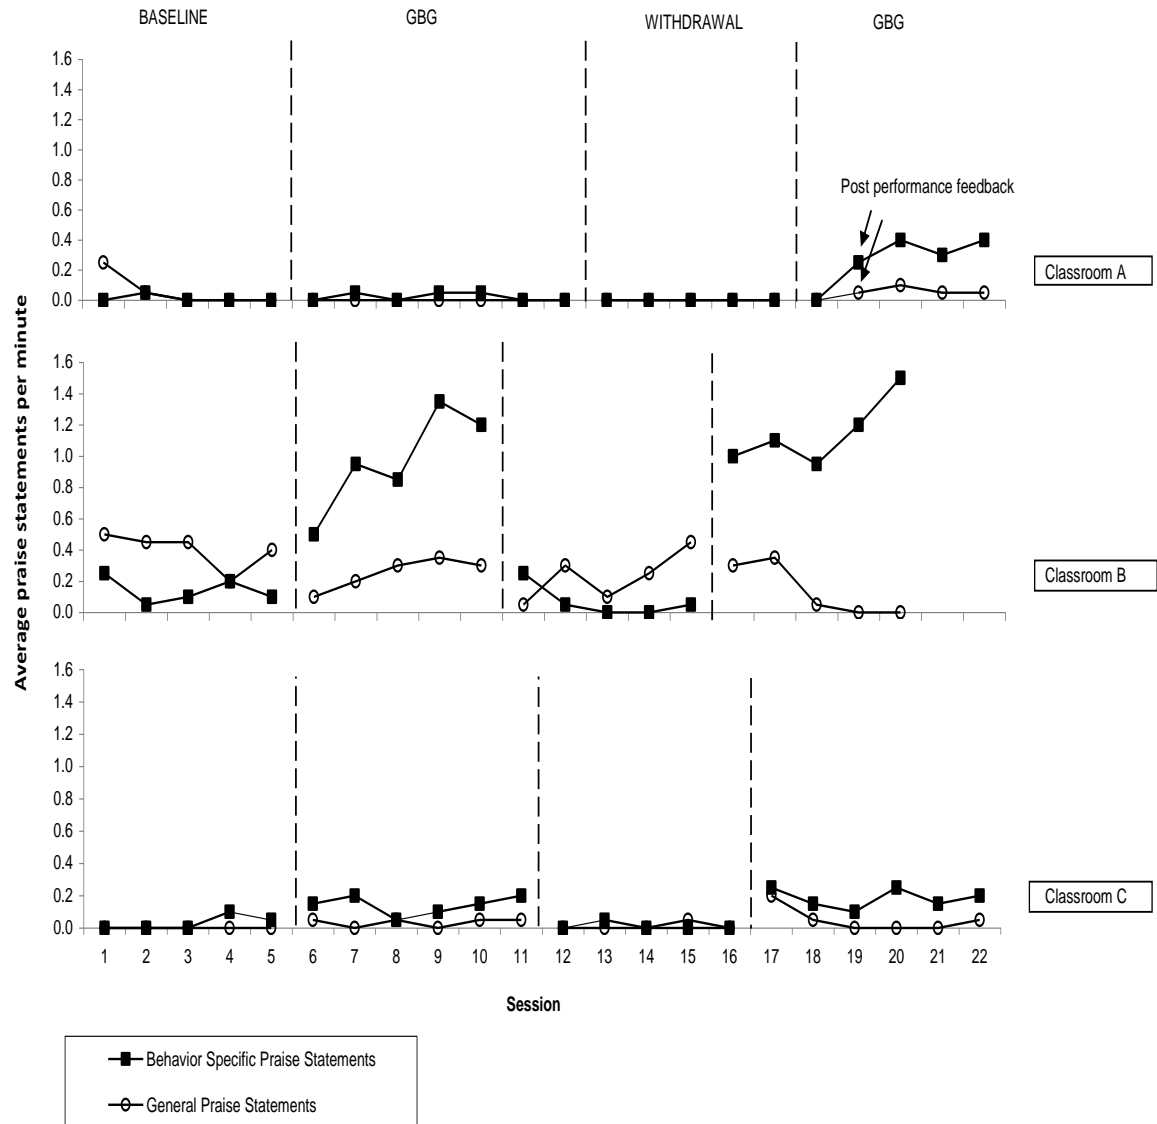 BASELINE GBG WITHDRAWAL GBG
1.6
1.4
1.2
1.0
0.8
0.6
0.4
0.2
0.0
Post performance feedback
Classroom A
Average praise statements per minute
1.6
1.4
1.2
1.0
0.8
0.6
0.4
0.2
0.0
Classroom B
1.6
1.4
1.2
1.0
0.8
0.6
0.4
0.2
0.0
Classroom C
1 2 3 4 5 6 7 8 9 10 11 12 13 14 15 16 17 18 19 20 21 22
Session
Behavior Specific Praise Statements
General Praise Statements